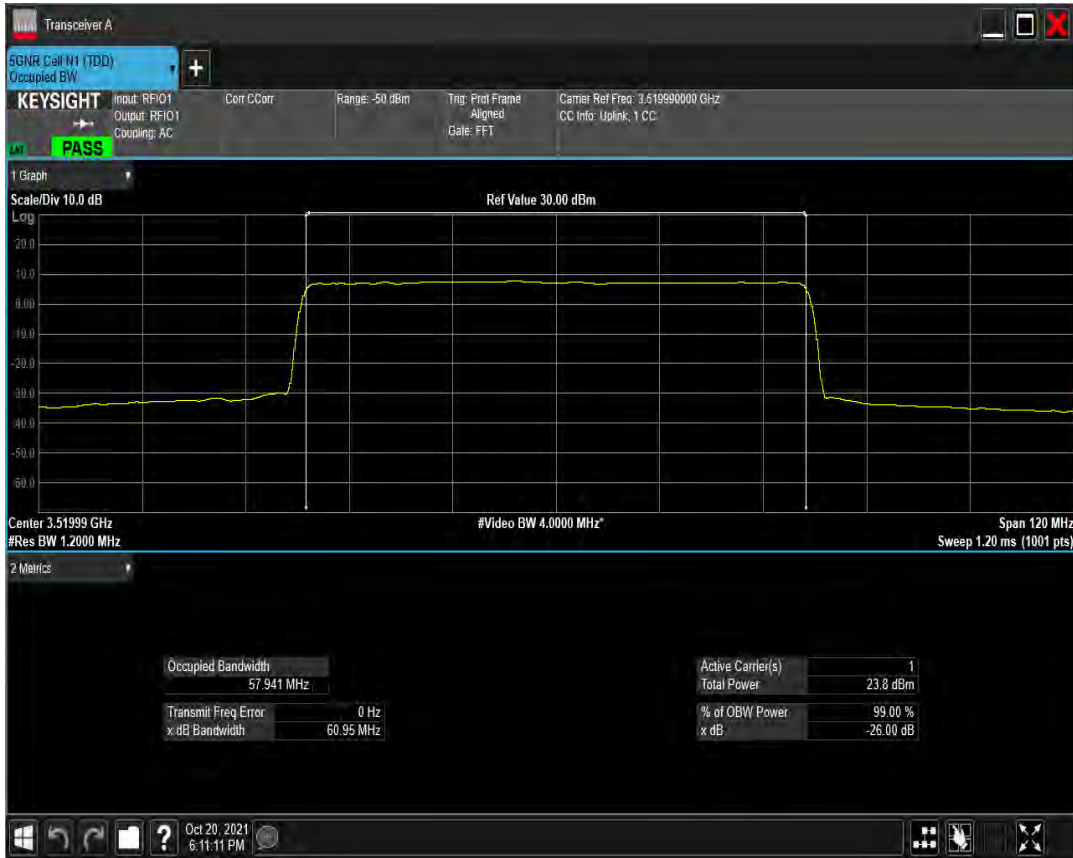 Transceiver A
5GNR Cell N1 (TDD)
Occupied BW
+
KEYSIGHT
Input: RFIO1
Output: RFIO1
Coupling: AC
Corr CCorr
Range: -50 dBm
Trig: Prot Frame
Aligned
Gate: FFT
Carrier Ref Freq: 3.519990000 GHz
CC Info: Uplink, 1 CC
PASS
1 Graph
Scale/Div 10.0 dB
Ref Value 30.00 dBm
Log
20.0
10.0
0.00
-10.0
-20.0
-30.0
-40.0
-50.0
-60.0
Center 3.51999 GHz
#Video BW 4.0000 MHz*
Span 120 MHz
#Res BW 1.2000 MHz
Sweep 1.20 ms (1001 pts)
2 Metrics
Occupied Bandwidth
57.941 MHz
Transmit Freq Error 0 Hz
x dB Bandwidth 60.95 MHz
Active Carrier(s) 1
Total Power 23.8 dBm
% of OBW Power 99.00 %
x dB -26.00 dB
?
Oct 20, 2021
6:11:11 PM